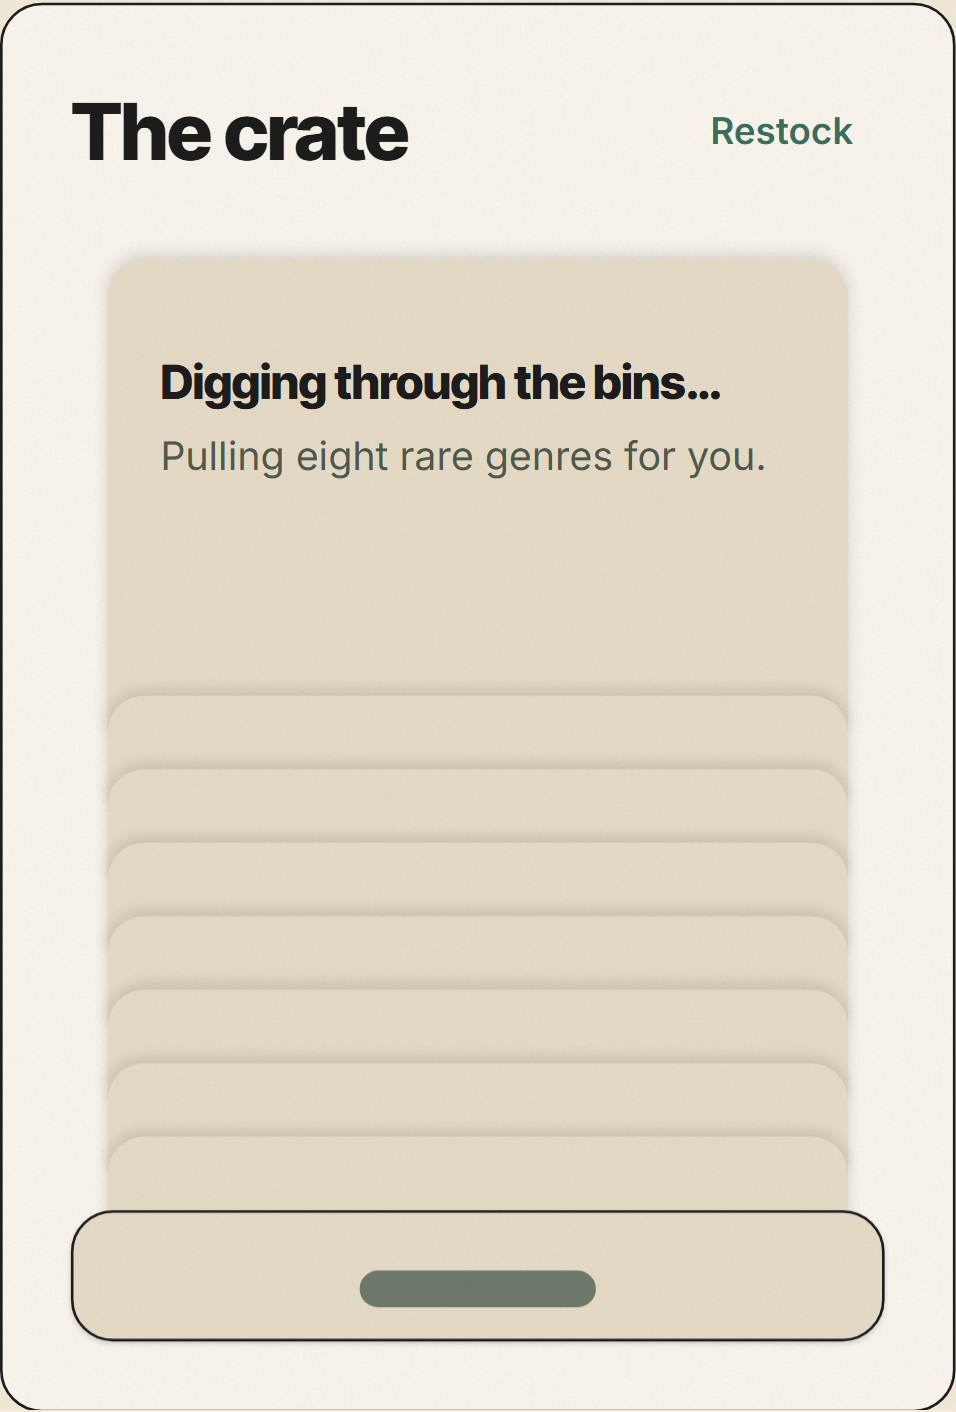 The crate
Restock
Digging through the bins...
Pulling eight rare genres for you.